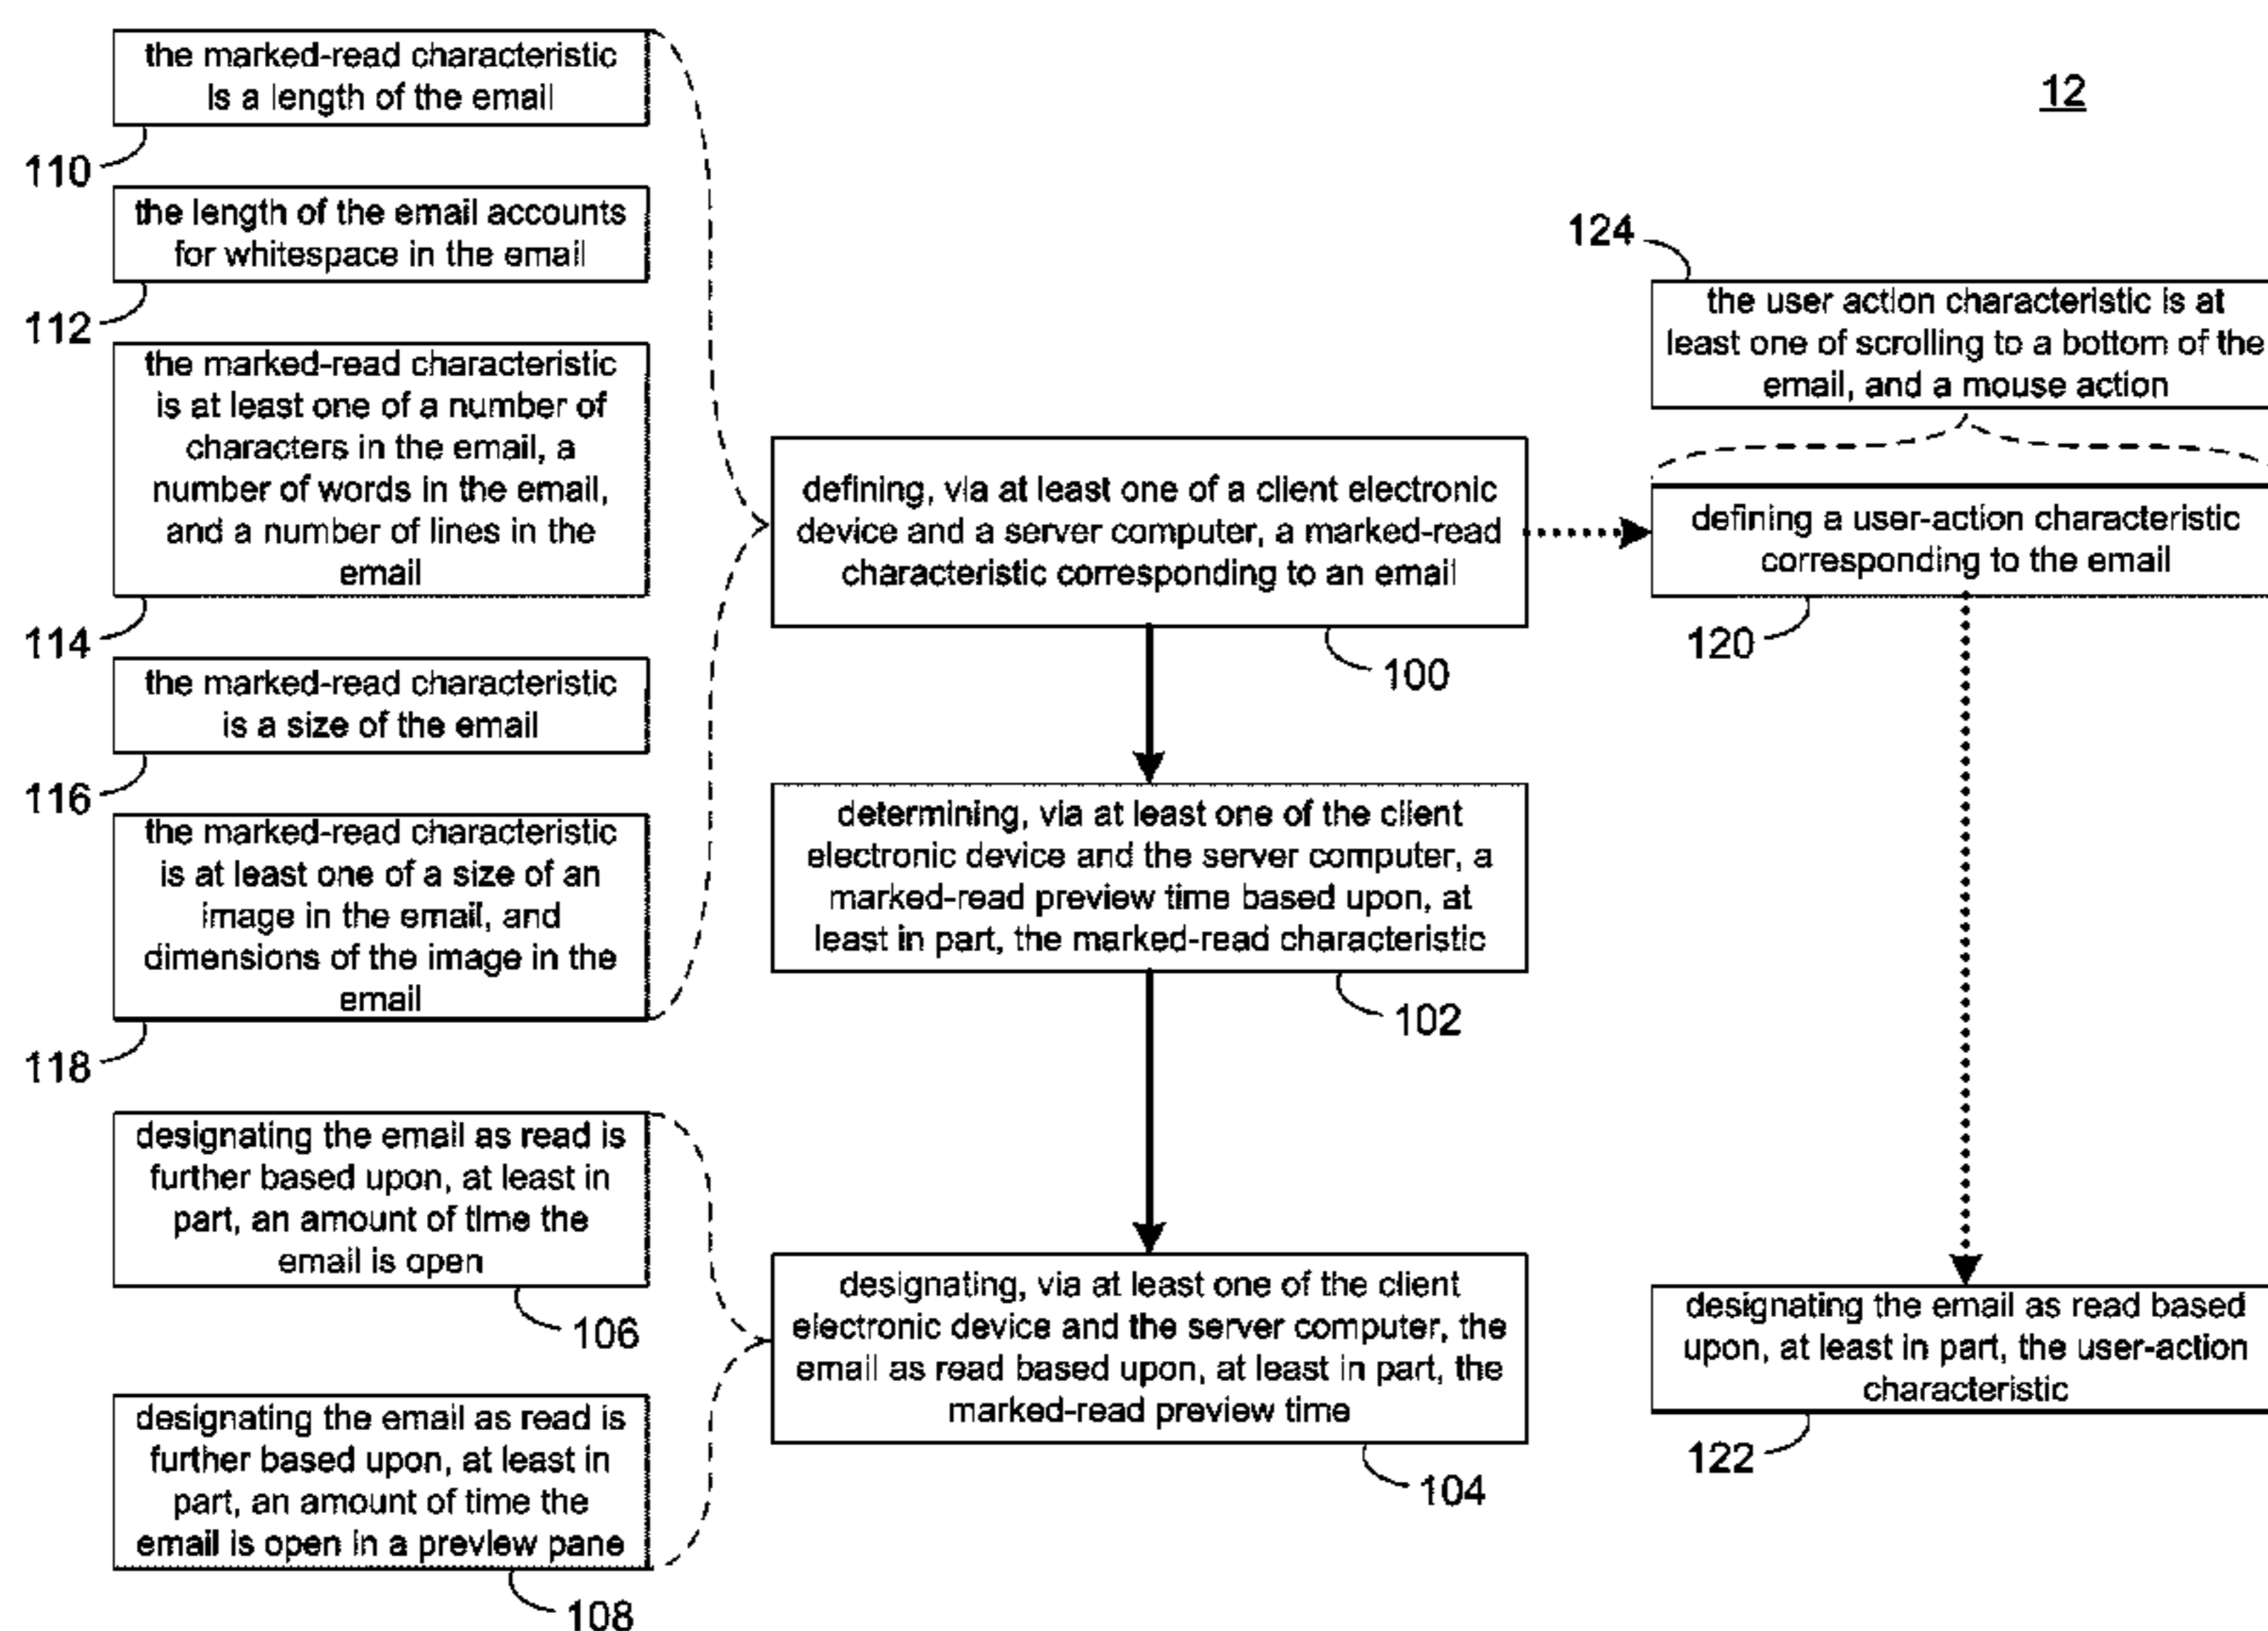 the marked-read characteristic
is a length of the email
110
the length of the email accounts
for whitespace in the email
112
the marked-read characteristic
is at least one of a number of
characters in the email, a
number of words in the email,
and a number of lines in the
email
114
the marked-read characteristic
is a size of the email
116
the marked-read characteristic
is at least one of a size of an
image in the email, and
dimensions of the image in the
email
118
designating the email as read is
further based upon, at least in
part, an amount of time the
email is open
106
designating the email as read is
further based upon, at least in
part, an amount of time the
email is open in a preview pane
108
defining, via at least one of a client electronic
device and a server computer, a marked-read
characteristic corresponding to an email
100
determining, via at least one of the client
electronic device and the server computer, a
marked-read preview time based upon, at
least in part, the marked-read characteristic
102
designating, via at least one of the client
electronic device and the server computer, the
email as read based upon, at least in part, the
marked-read preview time
104
12
124
the user action characteristic is at
least one of scrolling to a bottom of the
email, and a mouse action
defining a user-action characteristic
corresponding to the email
120
designating the email as read based
upon, at least in part, the user-action
characteristic
122